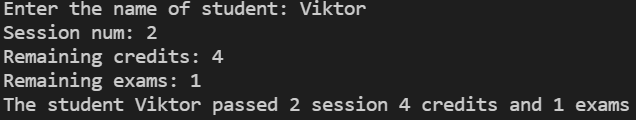 Enter the name of student: Viktor
Session num: 2
Remaining credits: 4
Remaining exams: 1
The student Viktor passed 2 session 4 credits and 1 exams